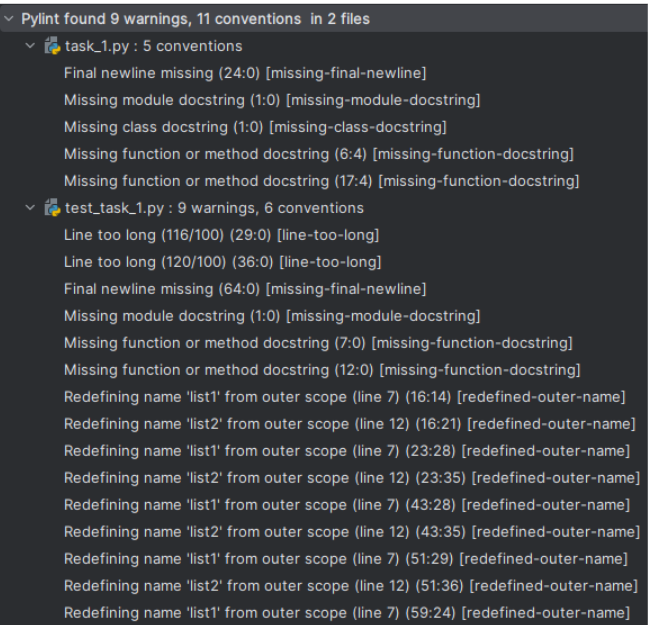 Pylint found 9 warnings, 11 conventions in 2 files
task_1.py : 5 conventions
Final newline missing (24:0) [missing-final-newline]
Missing module docstring (1:0) [missing-module-docstring]
Missing class docstring (1:0) [missing-class-docstring]
Missing function or method docstring (6:4) [missing-function-docstring]
Missing function or method docstring (17:4) [missing-function-docstring]
test_task_1.py : 9 warnings, 6 conventions
Line too long (116/100) (29:0) [line-too-long]
Line too long (120/100) (36:0) [line-too-long]
Final newline missing (64:0) [missing-final-newline]
Missing module docstring (1:0) [missing-module-docstring]
Missing function or method docstring (7:0) [missing-function-docstring]
Missing function or method docstring (12:0) [missing-function-docstring]
Redefining name 'list1' from outer scope (line 7) (16:14) [redefined-outer-name]
Redefining name 'list2' from outer scope (line 12) (16:21) [redefined-outer-name]
Redefining name 'list1' from outer scope (line 7) (23:28) [redefined-outer-name]
Redefining name 'list2' from outer scope (line 12) (23:35) [redefined-outer-name]
Redefining name 'list1' from outer scope (line 7) (43:28) [redefined-outer-name]
Redefining name 'list2' from outer scope (line 12) (43:35) [redefined-outer-name]
Redefining name 'list1' from outer scope (line 7) (51:29) [redefined-outer-name]
Redefining name 'list2' from outer scope (line 12) (51:36) [redefined-outer-name]
Redefining name 'list1' from outer scope (line 7) (59:24) [redefined-outer-name]